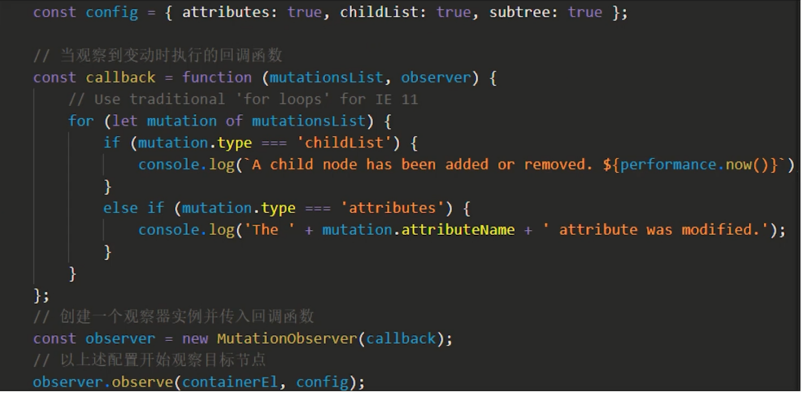 const config = { attributes: true, childList: true, subtree: true };
// 当观察到变动时执行的回调函数
const callback = function (mutationsList, observer) {
// Use traditional 'for loops' for IE 11
for (let mutation of mutationsList) {
if (mutation.type === 'childList') {
console.log(`A child node has been added or removed. ${performance.now()}`)
}
else if (mutation.type === 'attributes') {
console.log('The ' + mutation.attributeName + ' attribute was modified.');
}
}
};
// 创建一个观察器实例并传入回调函数
const observer = new MutationObserver(callback);
// 以上述配置开始观察目标节点
observer.observe(containerEl, config);